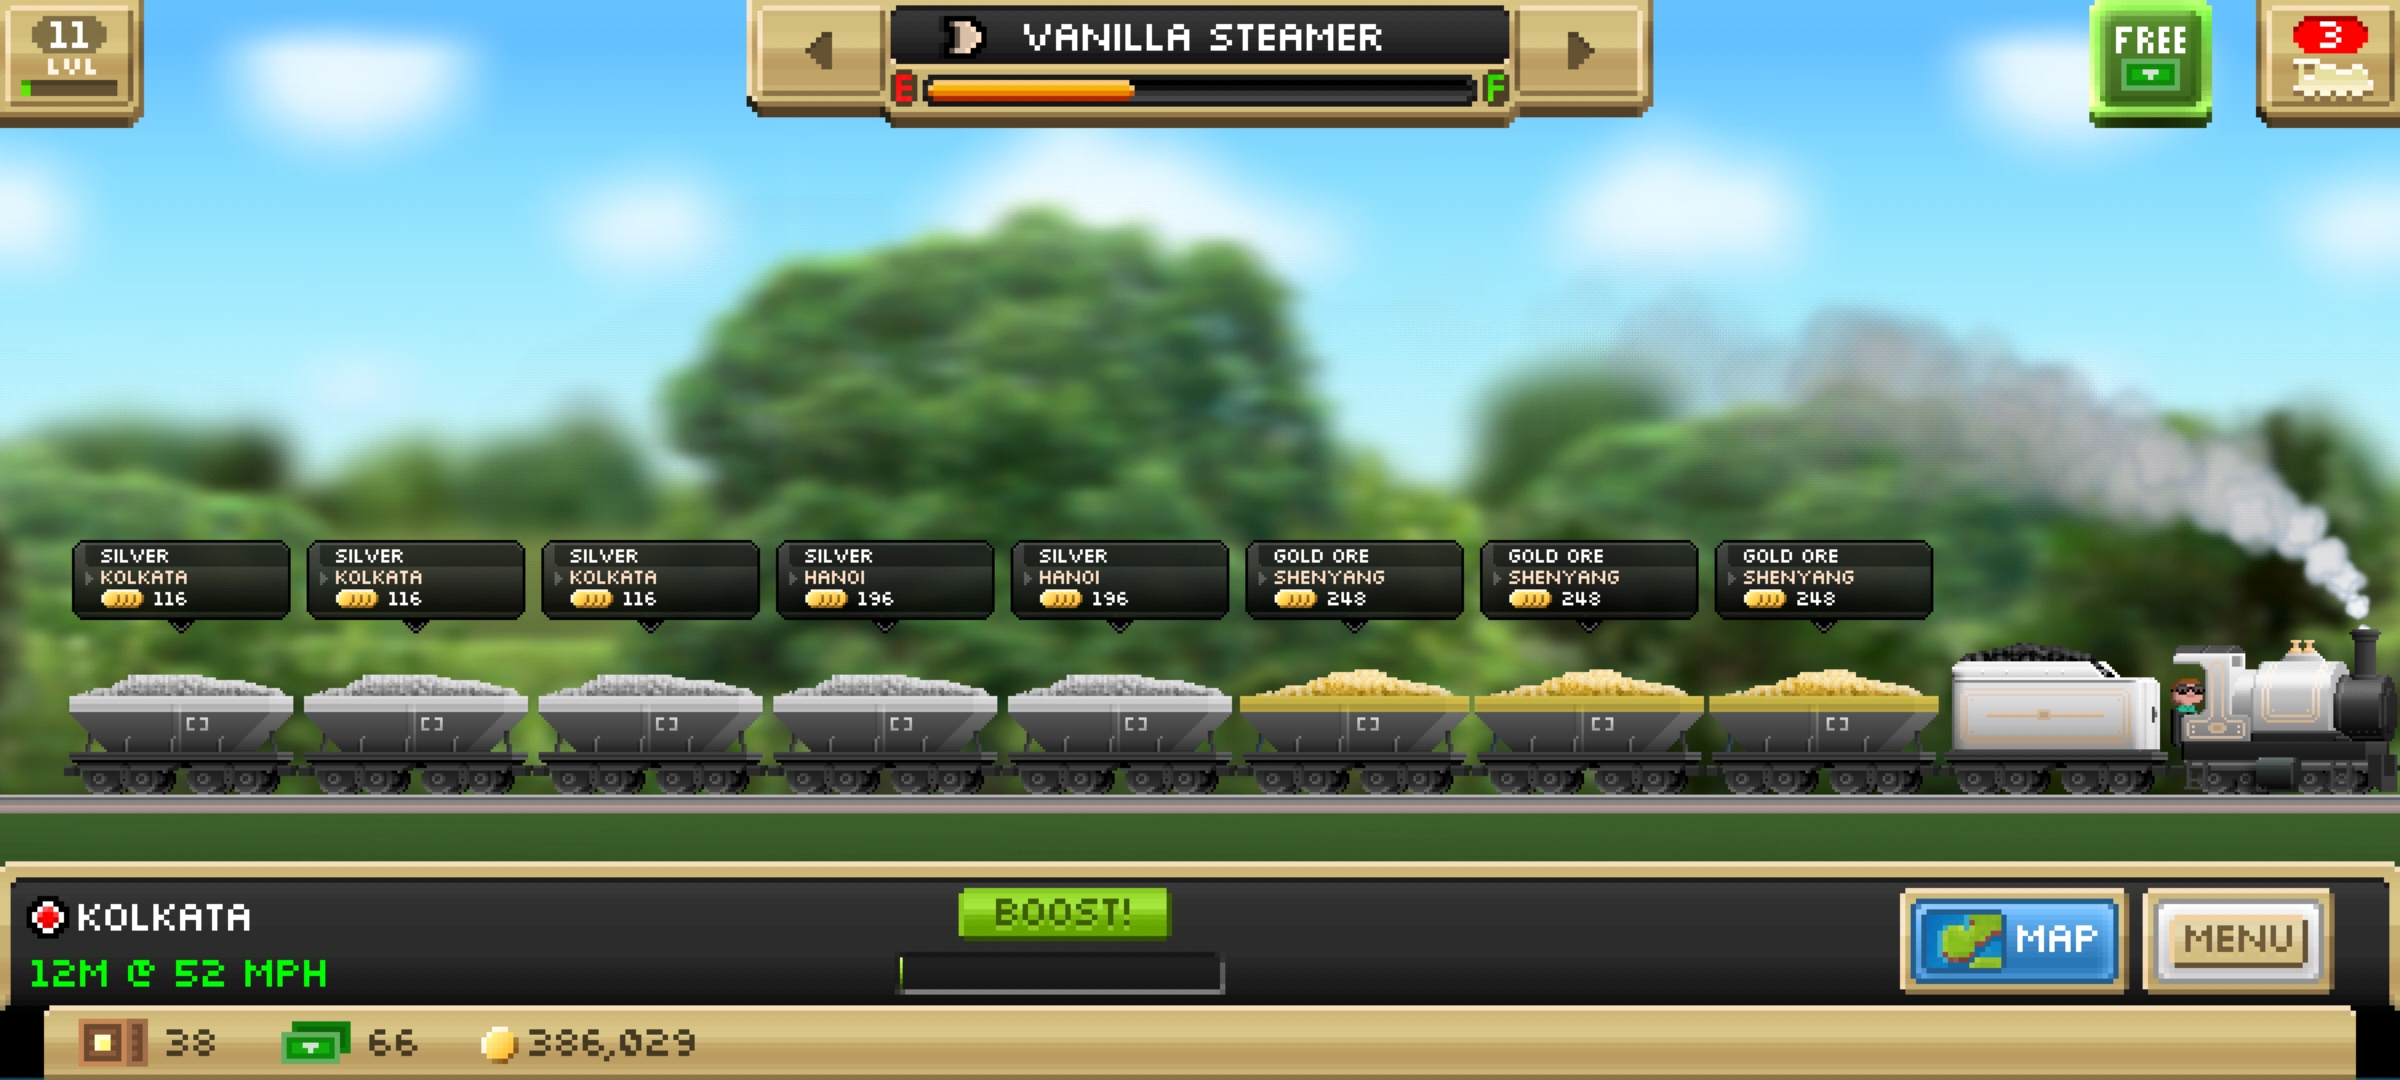 11
LVL
VANILLA STEAMER
E F
FREE
3
SILVER
KOLKATA
116
SILVER
KOLKATA
116
SILVER
KOLKATA
116
SILVER
HANOI
196
SILVER
HANOI
196
GOLD ORE
SHENYANG
248
GOLD ORE
SHENYANG
248
GOLD ORE
SHENYANG
248
KOLKATA
12M @ 52 MPH
BOOST!
MAP
MENU
38
66
386,029